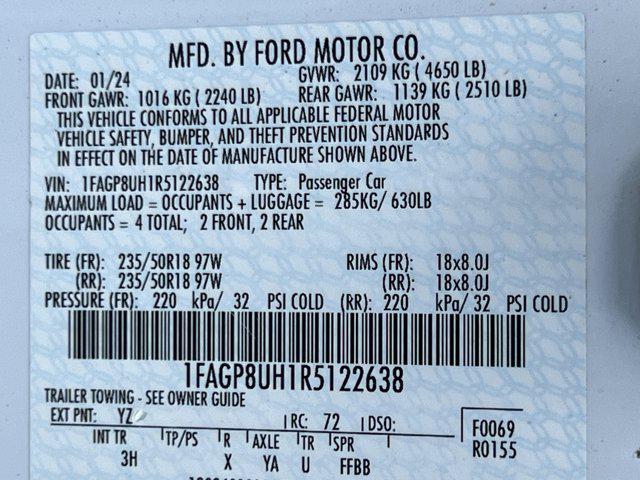 MFD. BY FORD MOTOR CO.
DATE: 01/24 GVWR: 2109 KG ( 4650 LB)
FRONT GAWR: 1016 KG ( 2240 LB) REAR GAWR: 1139 KG ( 2510 LB)
THIS VEHICLE CONFORMS TO ALL APPLICABLE FEDERAL MOTOR
VEHICLE SAFETY, BUMPER, AND THEFT PREVENTION STANDARDS
IN EFFECT ON THE DATE OF MANUFACTURE SHOWN ABOVE.
VIN: 1FAGP8UH1R5122638 TYPE: Passenger Car
MAXIMUM LOAD = OCCUPANTS + LUGGAGE = 285KG/ 630LB
OCCUPANTS = 4 TOTAL; 2 FRONT, 2 REAR
TIRE (FR): 235/50R18 97W RIMS (FR): 18x8.0J
(RR): 235/50R18 97W (RR): 18x8.0J
PRESSURE (FR): 220 kPa/ 32 PSI COLD (RR): 220 kPa/ 32 PSI COLD
1FAGP8UH1R5122638
TRAILER TOWING - SEE OWNER GUIDE
EXT PNT: YZ RC: 72 DSO: F0069
INT TR TP/PS R AXLE TR SPR R0155
3H X YA U FFBB